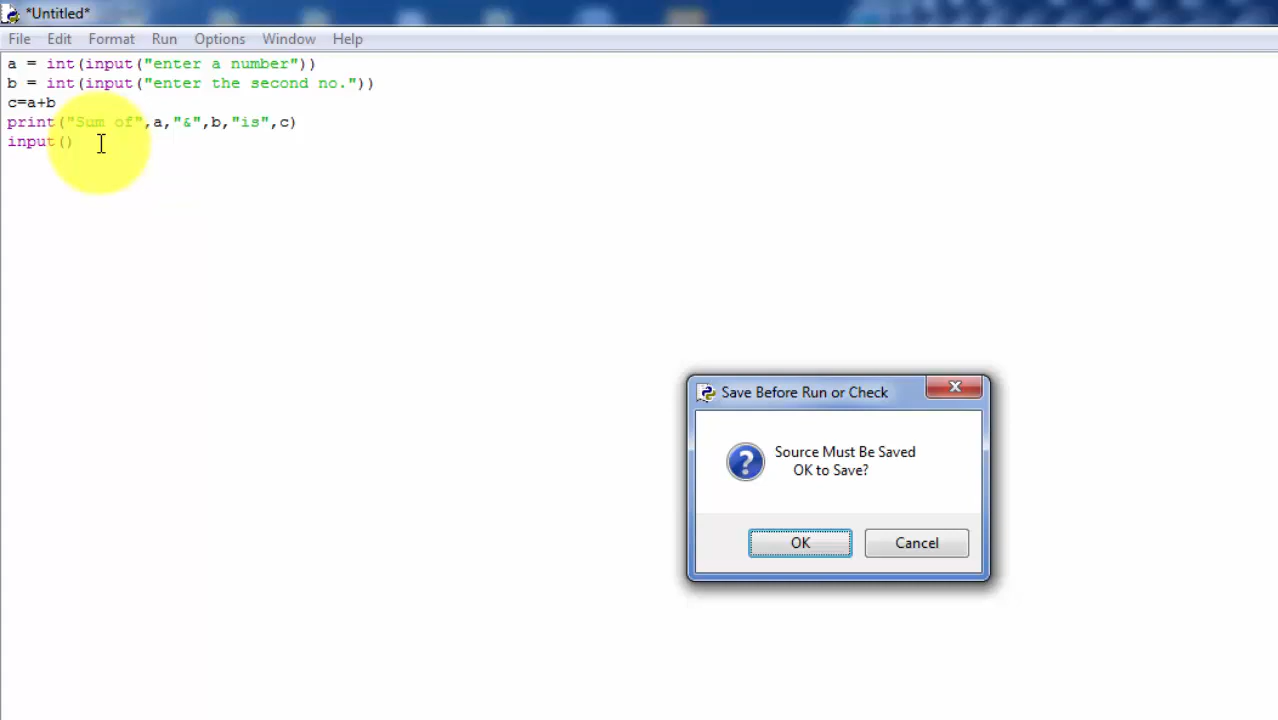 *Untitled*
File Edit Format Run Options Window Help
a = int(input("enter a number"))
b = int(input("enter the second no."))
c=a+b
print("Sum of",a,"&",b,"is",c)
input()
Save Before Run or Check
Source Must Be Saved
OK to Save?
OK Cancel